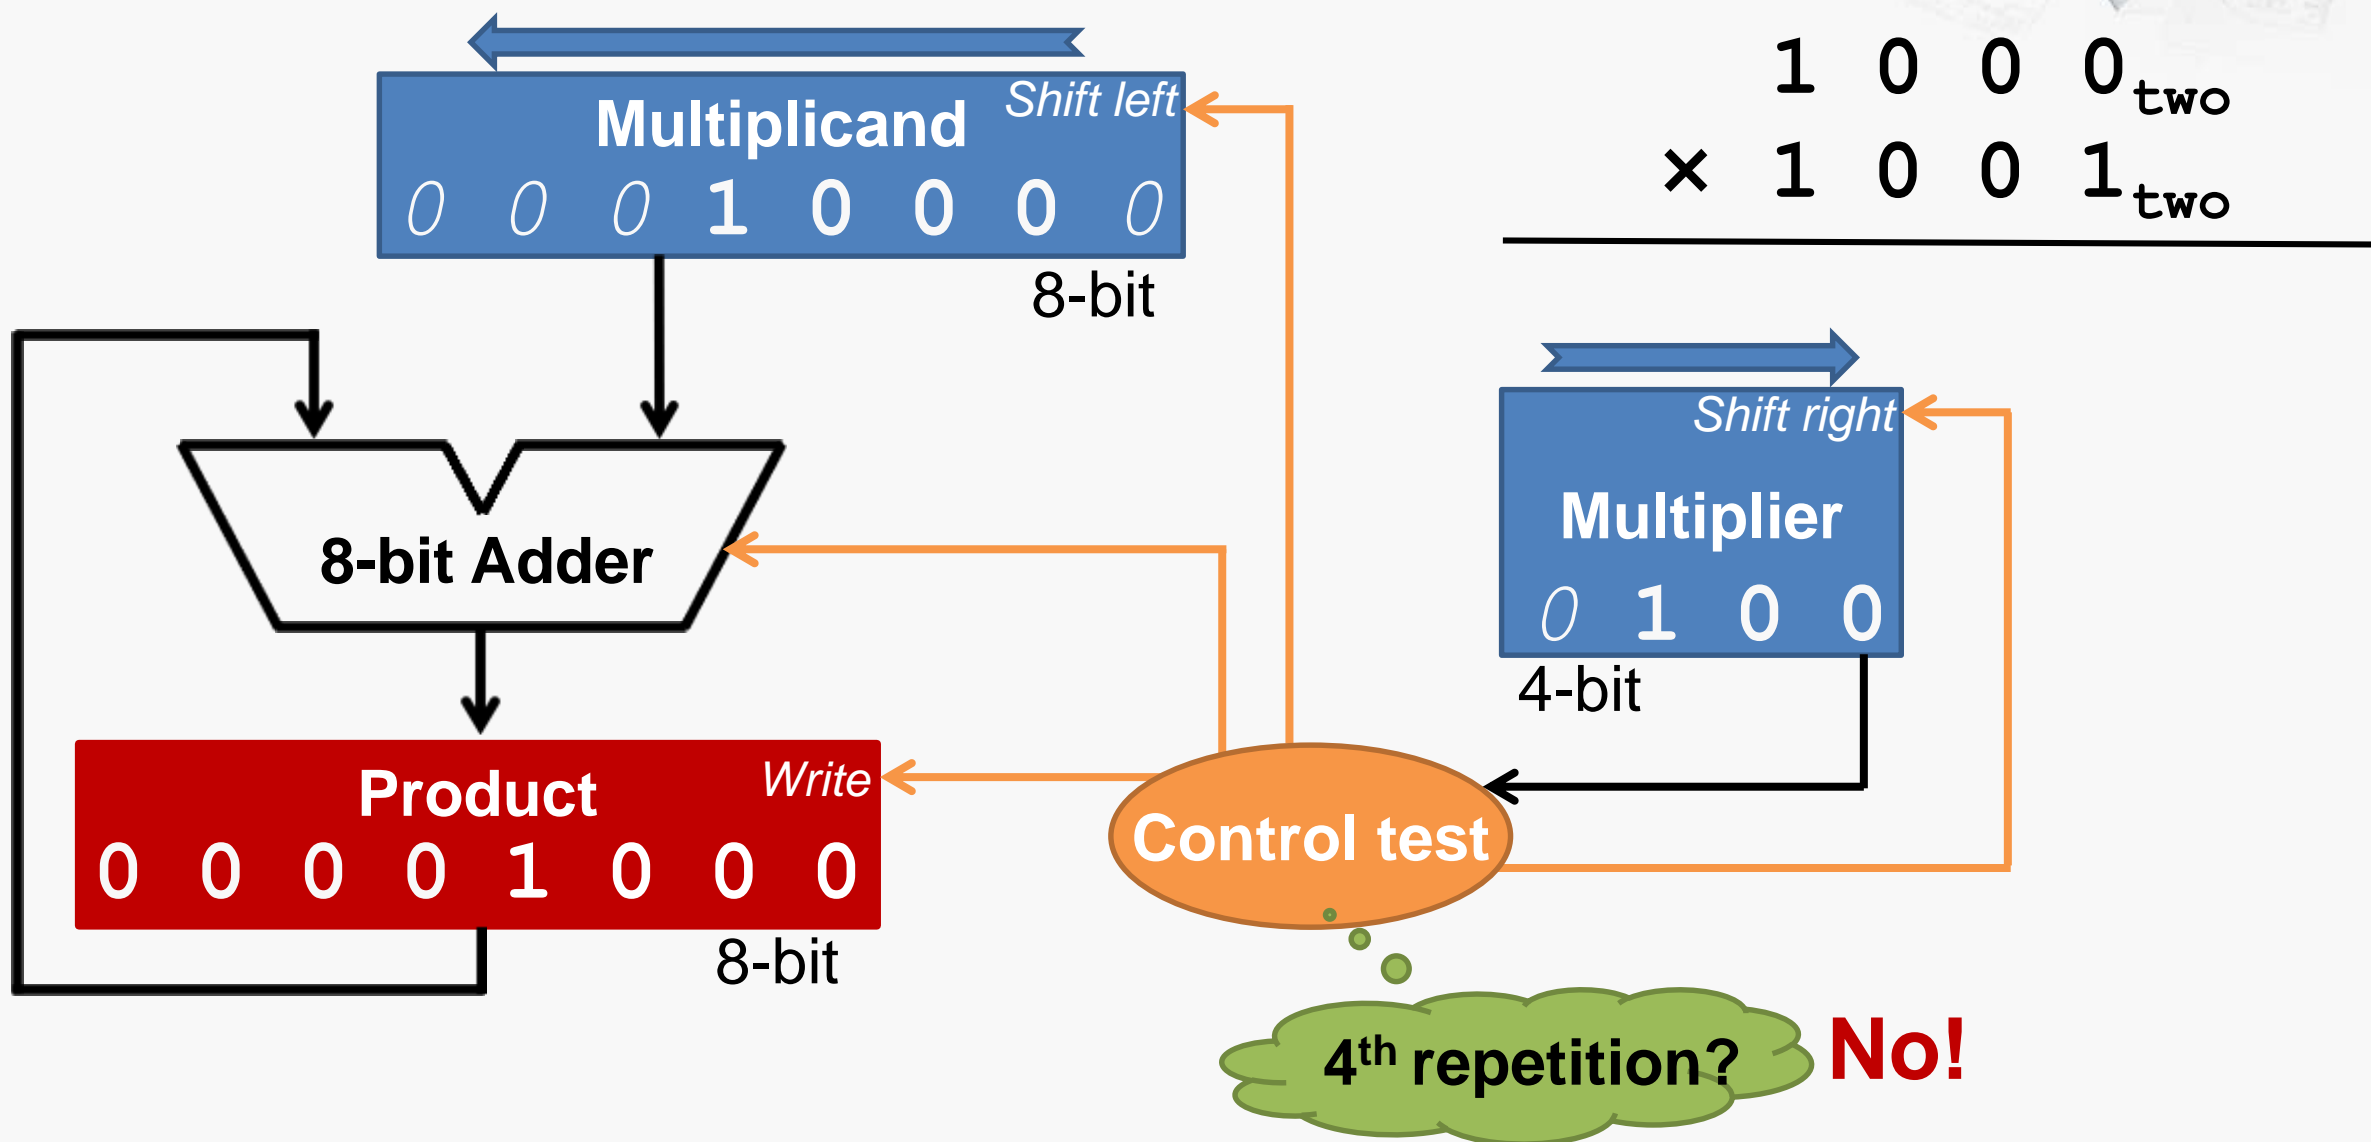 Multiplicand Shift left
0 0 0 1 0 0 0 0
8-bit
1 0 0 0two
× 1 0 0 1two
Shift right
Multiplier
0 1 0 0
4-bit
8-bit Adder
Product Write
0 0 0 0 1 0 0 0
8-bit
Control test
4th repetition? No!